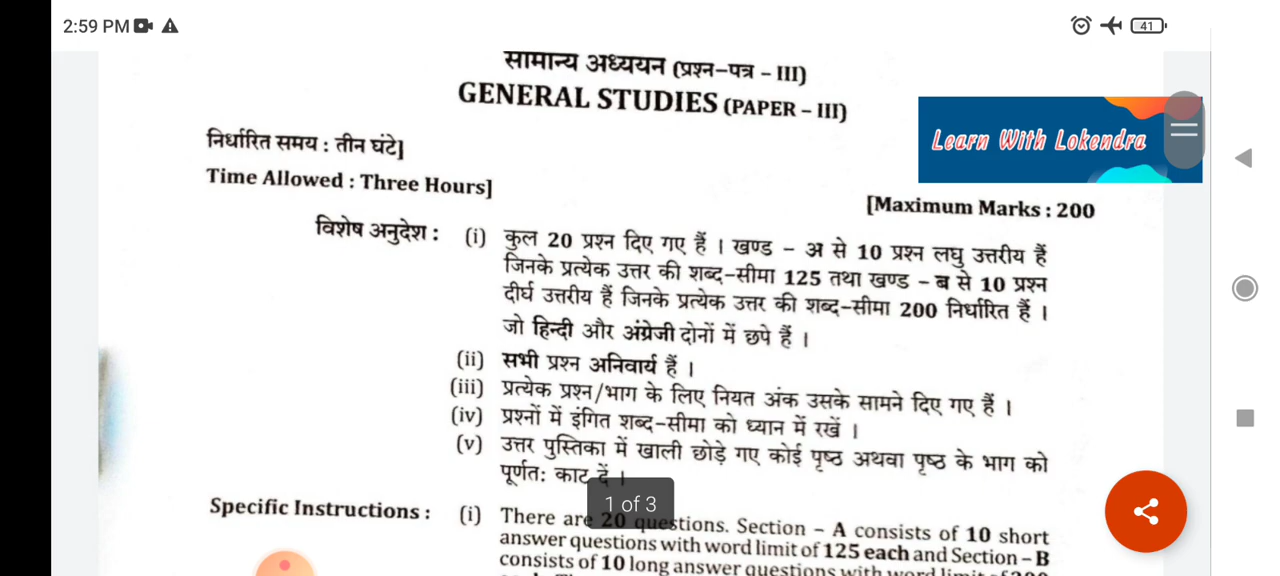 2:59 PM
41
सामान्य अध्ययन (प्रश्न-पत्र - III)
GENERAL STUDIES (PAPER - III)
Learn With Lokendra
निर्धारित समय : तीन घंटे]
Time Allowed : Three Hours]
[Maximum Marks : 200
विशेष अनुदेश : (i) कुल 20 प्रश्न दिए गए हैं । खण्ड - अ से 10 प्रश्न लघु उत्तरीय हैं
जिनके प्रत्येक उत्तर की शब्द-सीमा 125 तथा खण्ड - ब से 10 प्रश्न
दीर्घ उत्तरीय हैं जिनके प्रत्येक उत्तर की शब्द-सीमा 200 निर्धारित हैं ।
जो हिन्दी और अंग्रेजी दोनों में छपे हैं ।
(ii) सभी प्रश्न अनिवार्य हैं ।
(iii) प्रत्येक प्रश्न/भाग के लिए नियत अंक उसके सामने दिए गए हैं ।
(iv) प्रश्नों में इंगित शब्द-सीमा को ध्यान में रखें ।
(v) उत्तर पुस्तिका में खाली छोड़े गए कोई पृष्ठ अथवा पृष्ठ के भाग को
पूर्णत: काट दें ।
1 of 3
Specific Instructions : (i) There are 20 questions. Section - A consists of 10 short
answer questions with word limit of 125 each and Section - B
consists of 10 long answer questions with word limit of 200